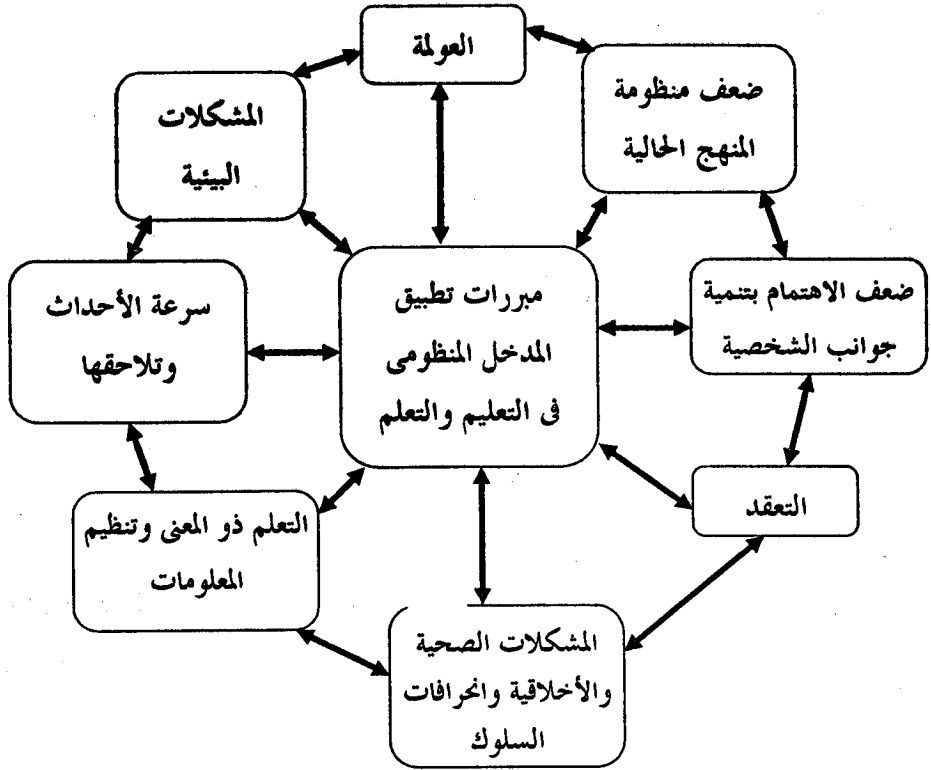 العولمة
ضعف منظومة
المنهج الحالية
المشكلات
البيئية
مبررات تطبيق
المدخل المنظومى
فى التعليم والتعلم
ضعف الاهتمام بتنمية
جوانب الشخصية
سرعة الأحداث
وتلاحقها
التعقد
التعلم ذو المعنى وتنظيم
المعلومات
المشكلات الصحية
والأخلاقية وانحرافات
السلوك